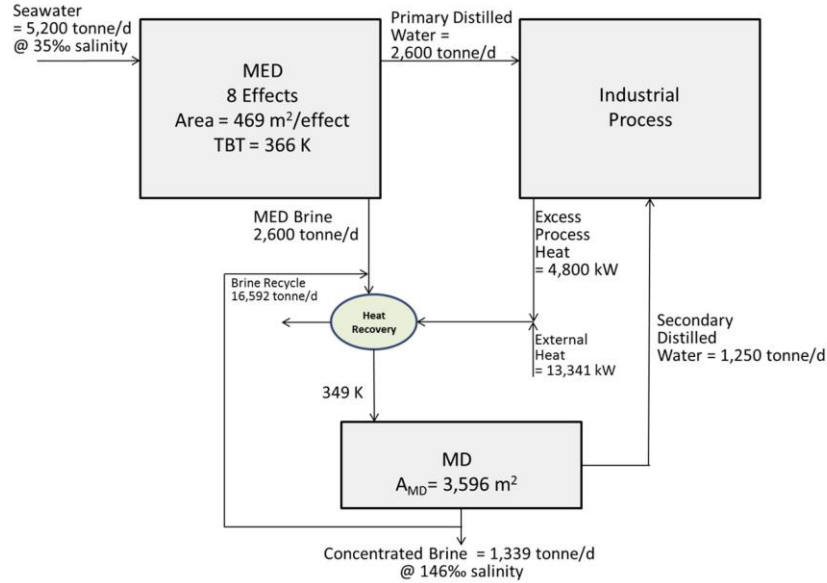 Seawater
= 5,200 tonne/d
@ 35‰ salinity
MED
8 Effects
Area = 469 m²/effect
TBT = 366 K
Primary Distilled
Water =
2,600 tonne/d
Industrial
Process
MED Brine
2,600 tonne/d
Excess
Process
Heat
= 4,800 kW
Brine Recycle
16,592 tonne/d
Heat
Recovery
External
Heat
= 13,341 kW
Secondary
Distilled
Water = 1,250 tonne/d
349 K
MD
A_MD= 3,596 m²
Concentrated Brine = 1,339 tonne/d
@ 146‰ salinity